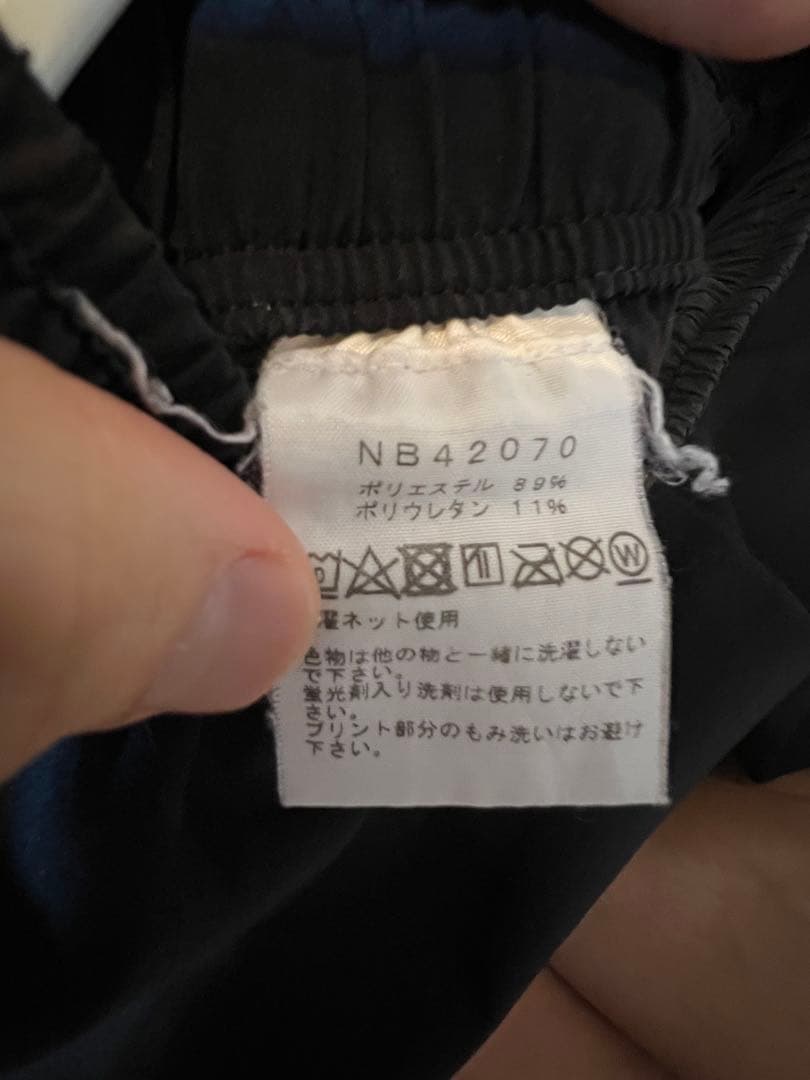 NB42070
ポリエステル 89%
ポリウレタン 11%
W
濯ネット使用
色物は他の物と一緒に洗濯しない
で下さい。
蛍光剤入り洗剤は使用しないで下
さい。
プリント部分のもみ洗いはお避け
下さい。